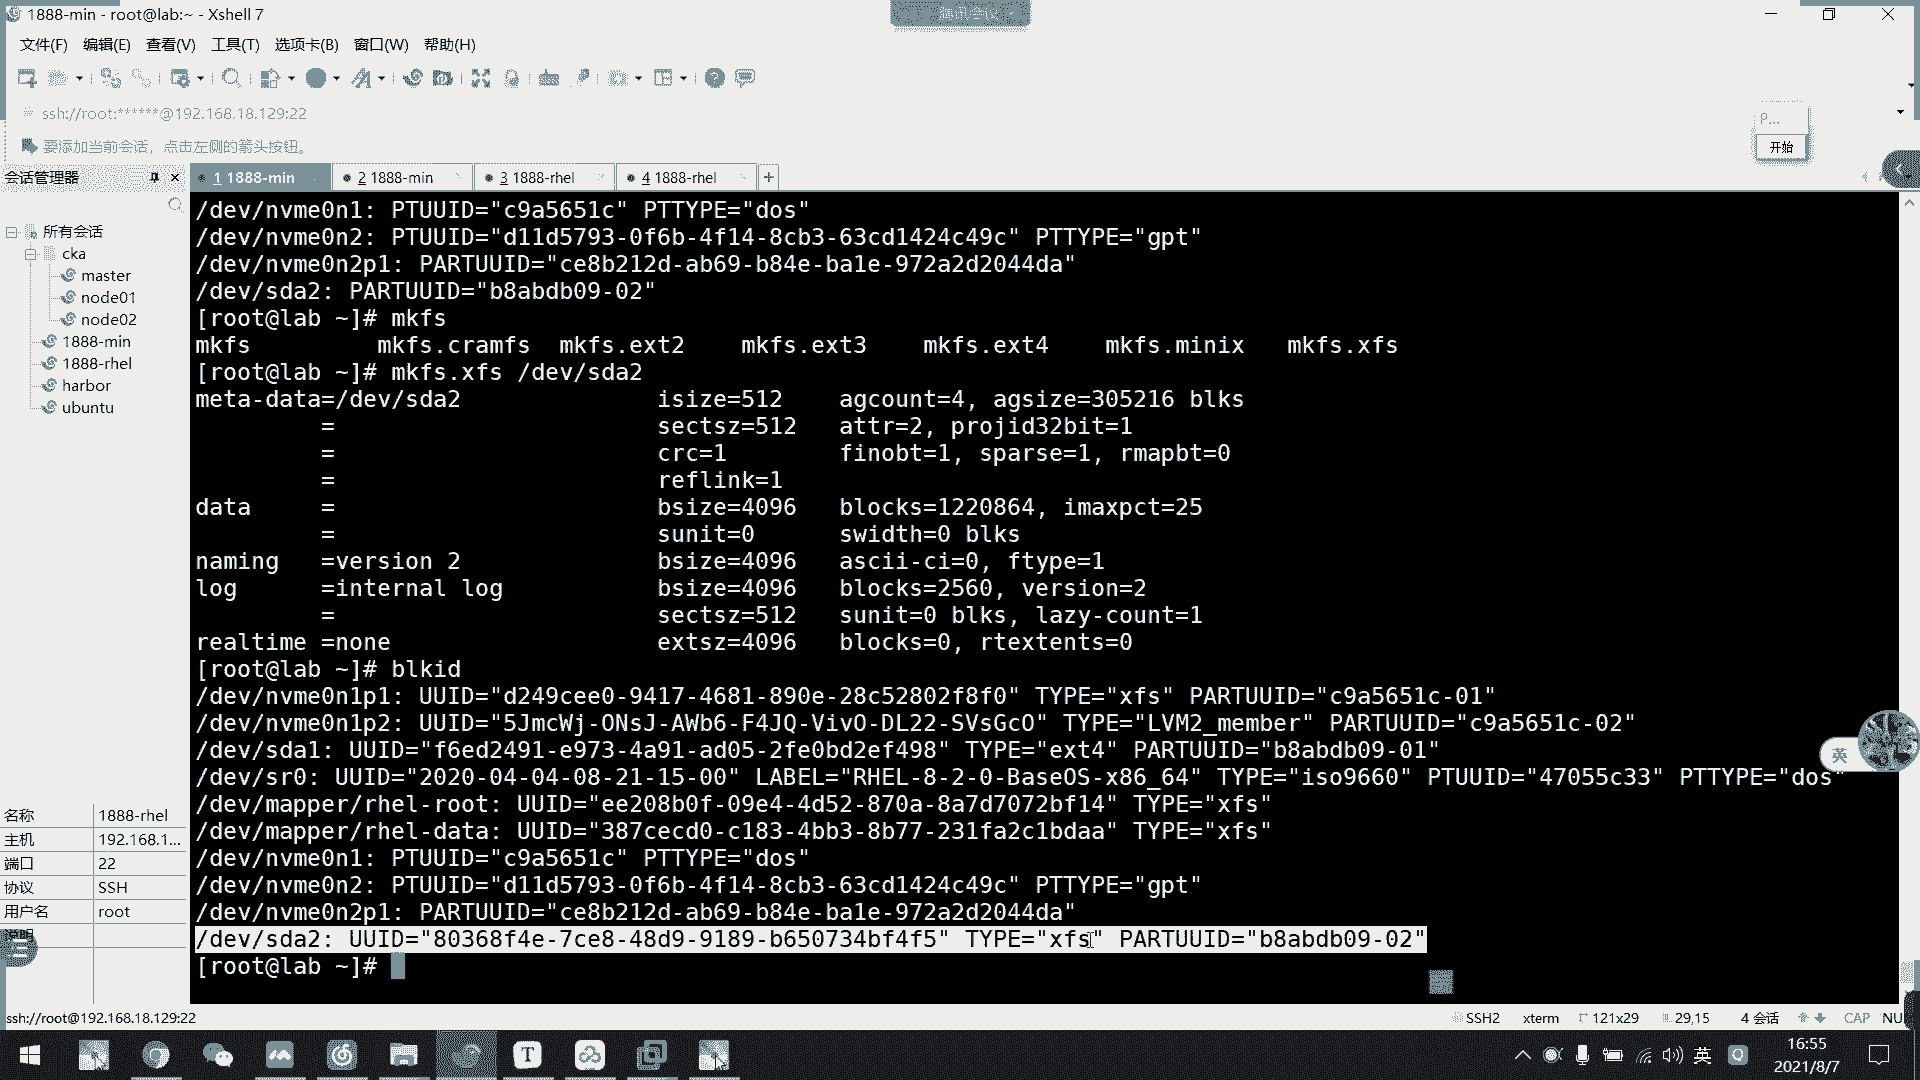 1888-min - root@lab:~ - Xshell 7
腾讯会议
文件(F) 编辑(E) 查看(V) 工具(T) 选项卡(B) 窗口(W) 帮助(H)
ssh://root:******@192.168.18.129:22
要添加当前会话，点击左侧的箭头按钮。
P...
开始
会话管理器
1 1888-min
2 1888-min
3 1888-rhel
4 1888-rhel
所有会话
cka
master
node01
node02
1888-min
1888-rhel
harbor
ubuntu
名称 1888-rhel
主机 192.168.1...
端口 22
协议 SSH
用户名 root
说明
/dev/nvme0n1: PTUUID="c9a5651c" PTTYPE="dos"
/dev/nvme0n2: PTUUID="d11d5793-0f6b-4f14-8cb3-63cd1424c49c" PTTYPE="gpt"
/dev/nvme0n2p1: PARTUUID="ce8b212d-ab69-b84e-ba1e-972a2d2044da"
/dev/sda2: PARTUUID="b8abdb09-02"
[root@lab ~]# mkfs
mkfs mkfs.cramfs mkfs.ext2 mkfs.ext3 mkfs.ext4 mkfs.minix mkfs.xfs
[root@lab ~]# mkfs.xfs /dev/sda2
meta-data=/dev/sda2 isize=512 agcount=4, agsize=305216 blks
= sectsz=512 attr=2, projid32bit=1
= crc=1 finobt=1, sparse=1, rmapbt=0
= reflink=1
data = bsize=4096 blocks=1220864, imaxpct=25
= sunit=0 swidth=0 blks
naming =version 2 bsize=4096 ascii-ci=0, ftype=1
log =internal log bsize=4096 blocks=2560, version=2
= sectsz=512 sunit=0 blks, lazy-count=1
realtime =none extsz=4096 blocks=0, rtextents=0
[root@lab ~]# blkid
/dev/nvme0n1p1: UUID="d249cee0-9417-4681-890e-28c52802f8f0" TYPE="xfs" PARTUUID="c9a5651c-01"
/dev/nvme0n1p2: UUID="5JmcWj-ONsJ-AWb6-F4JQ-VivO-DL22-SVsGcO" TYPE="LVM2_member" PARTUUID="c9a5651c-02"
/dev/sda1: UUID="f6ed2491-e973-4a91-ad05-2fe0bd2ef498" TYPE="ext4" PARTUUID="b8abdb09-01"
/dev/sr0: UUID="2020-04-04-08-21-15-00" LABEL="RHEL-8-2-0-BaseOS-x86_64" TYPE="iso9660" PTUUID="47055c33" PTTYPE="dos"
/dev/mapper/rhel-root: UUID="ee208b0f-09e4-4d52-870a-8a7d7072bf14" TYPE="xfs"
/dev/mapper/rhel-data: UUID="387cecd0-c183-4bb3-8b77-231fa2c1bdaa" TYPE="xfs"
/dev/nvme0n1: PTUUID="c9a5651c" PTTYPE="dos"
/dev/nvme0n2: PTUUID="d11d5793-0f6b-4f14-8cb3-63cd1424c49c" PTTYPE="gpt"
/dev/nvme0n2p1: PARTUUID="ce8b212d-ab69-b84e-ba1e-972a2d2044da"
/dev/sda2: UUID="80368f4e-7ce8-48d9-9189-b650734bf4f5" TYPE="xfs" PARTUUID="b8abdb09-02"
[root@lab ~]#
英
ssh://root@192.168.18.129:22
SSH2 xterm 121x29 29,15 4 会话 CAP NU
T
英
16:55
2021/8/7